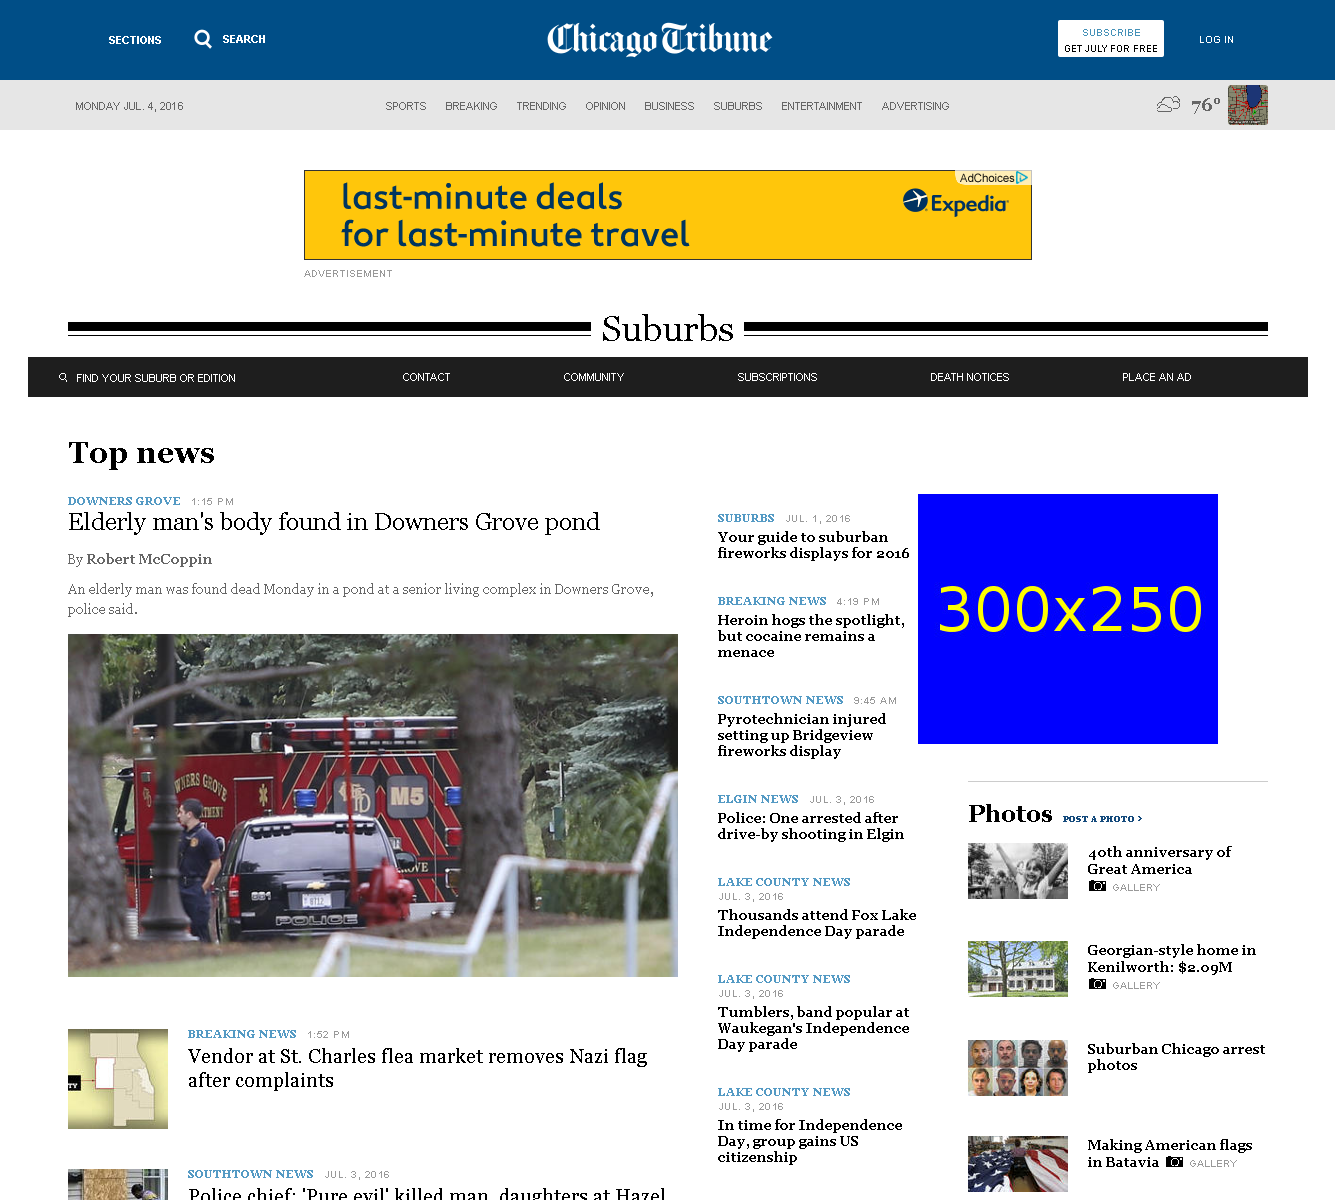 SECTIONS
SEARCH
Chicago Tribune
SUBSCRIBE
GET JULY FOR FREE
LOG IN
MONDAY JUL. 4, 2016
SPORTS BREAKING TRENDING OPINION BUSINESS SUBURBS ENTERTAINMENT ADVERTISING
76°
AdChoices
last-minute deals
for last-minute travel
Expedia
ADVERTISEMENT
Suburbs
FIND YOUR SUBURB OR EDITION CONTACT COMMUNITY SUBSCRIPTIONS DEATH NOTICES PLACE AN AD
Top news
DOWNERS GROVE 1:15 PM
Elderly man's body found in Downers Grove pond
By Robert McCoppin
An elderly man was found dead Monday in a pond at a senior living complex in Downers Grove,
police said.
M5
POLICE
BREAKING NEWS 1:52 PM
Vendor at St. Charles flea market removes Nazi flag
after complaints
SOUTHTOWN NEWS JUL. 3, 2016
Police chief: 'Pure evil' killed man, daughters at Hazel
SUBURBS JUL. 1, 2016
Your guide to suburban
fireworks displays for 2016
BREAKING NEWS 4:19 PM
Heroin hogs the spotlight,
but cocaine remains a
menace
SOUTHTOWN NEWS 9:45 AM
Pyrotechnician injured
setting up Bridgeview
fireworks display
ELGIN NEWS JUL. 3, 2016
Police: One arrested after
drive-by shooting in Elgin
LAKE COUNTY NEWS
JUL. 3, 2016
Thousands attend Fox Lake
Independence Day parade
LAKE COUNTY NEWS
JUL. 3, 2016
Tumblers, band popular at
Waukegan's Independence
Day parade
LAKE COUNTY NEWS
JUL. 3, 2016
In time for Independence
Day, group gains US
citizenship
300x250
Photos POST A PHOTO ›
40th anniversary of
Great America
GALLERY
Georgian-style home in
Kenilworth: $2.09M
GALLERY
Suburban Chicago arrest
photos
Making American flags
in Batavia GALLERY